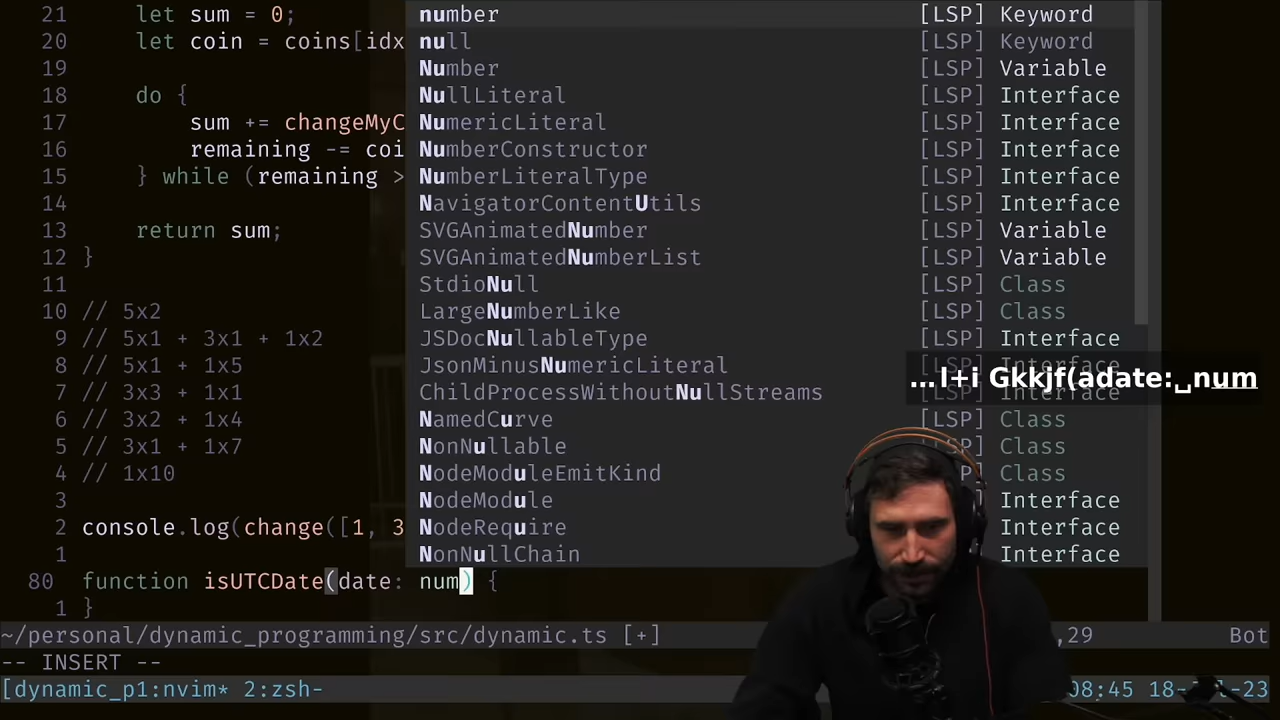 21 let sum = 0; number [LSP] Keyword
20 let coin = coins[idx null [LSP] Keyword
19 Number [LSP] Variable
18 do { NullLiteral [LSP] Interface
17 sum += changeMyC NumericLiteral [LSP] Interface
16 remaining -= coi NumberConstructor [LSP] Interface
15 } while (remaining > NumberLiteralType [LSP] Interface
14 NavigatorContentUtils [LSP] Interface
13 return sum; SVGAnimatedNumber [LSP] Variable
12 } SVGAnimatedNumberList [LSP] Variable
11 StdioNull [LSP] Class
10 // 5x2 LargeNumberLike [LSP] Class
9 // 5x1 + 3x1 + 1x2 JSDocNullableType [LSP] Interface
8 // 5x1 + 1x5 JsonMinusNumericLiteral [LSP] Interface
…l+i Gkkjf(adate:␣num
7 // 3x3 + 1x1 ChildProcessWithoutNullStreams [LSP] Interface
6 // 3x2 + 1x4 NamedCurve [LSP] Class
5 // 3x1 + 1x7 NonNullable Class
4 // 1x10 NodeModuleEmitKind Class
3 NodeModule Interface
2 console.log(change([1, 3 NodeRequire Interface
1 NonNullChain Interface
80 function isUTCDate(date: num) {
1 }
~/personal/dynamic_programming/src/dynamic.ts [+] ,29 Bot
-- INSERT --
[dynamic_p1:nvim* 2:zsh- 08:45